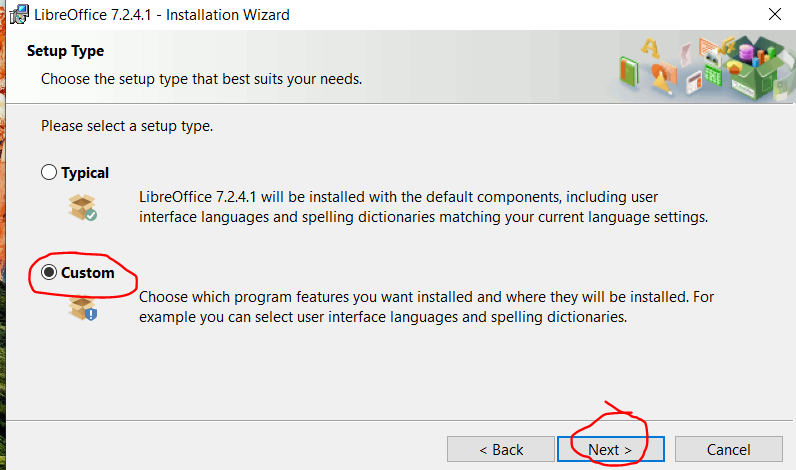 LibreOffice 7.2.4.1 - Installation Wizard
Setup Type
Choose the setup type that best suits your needs.
Please select a setup type.
Typical
LibreOffice 7.2.4.1 will be installed with the default components, including user
interface languages and spelling dictionaries matching your current language settings.
Custom
Choose which program features you want installed and where they will be installed. For
example you can select user interface languages and spelling dictionaries.
< Back
Next >
Cancel